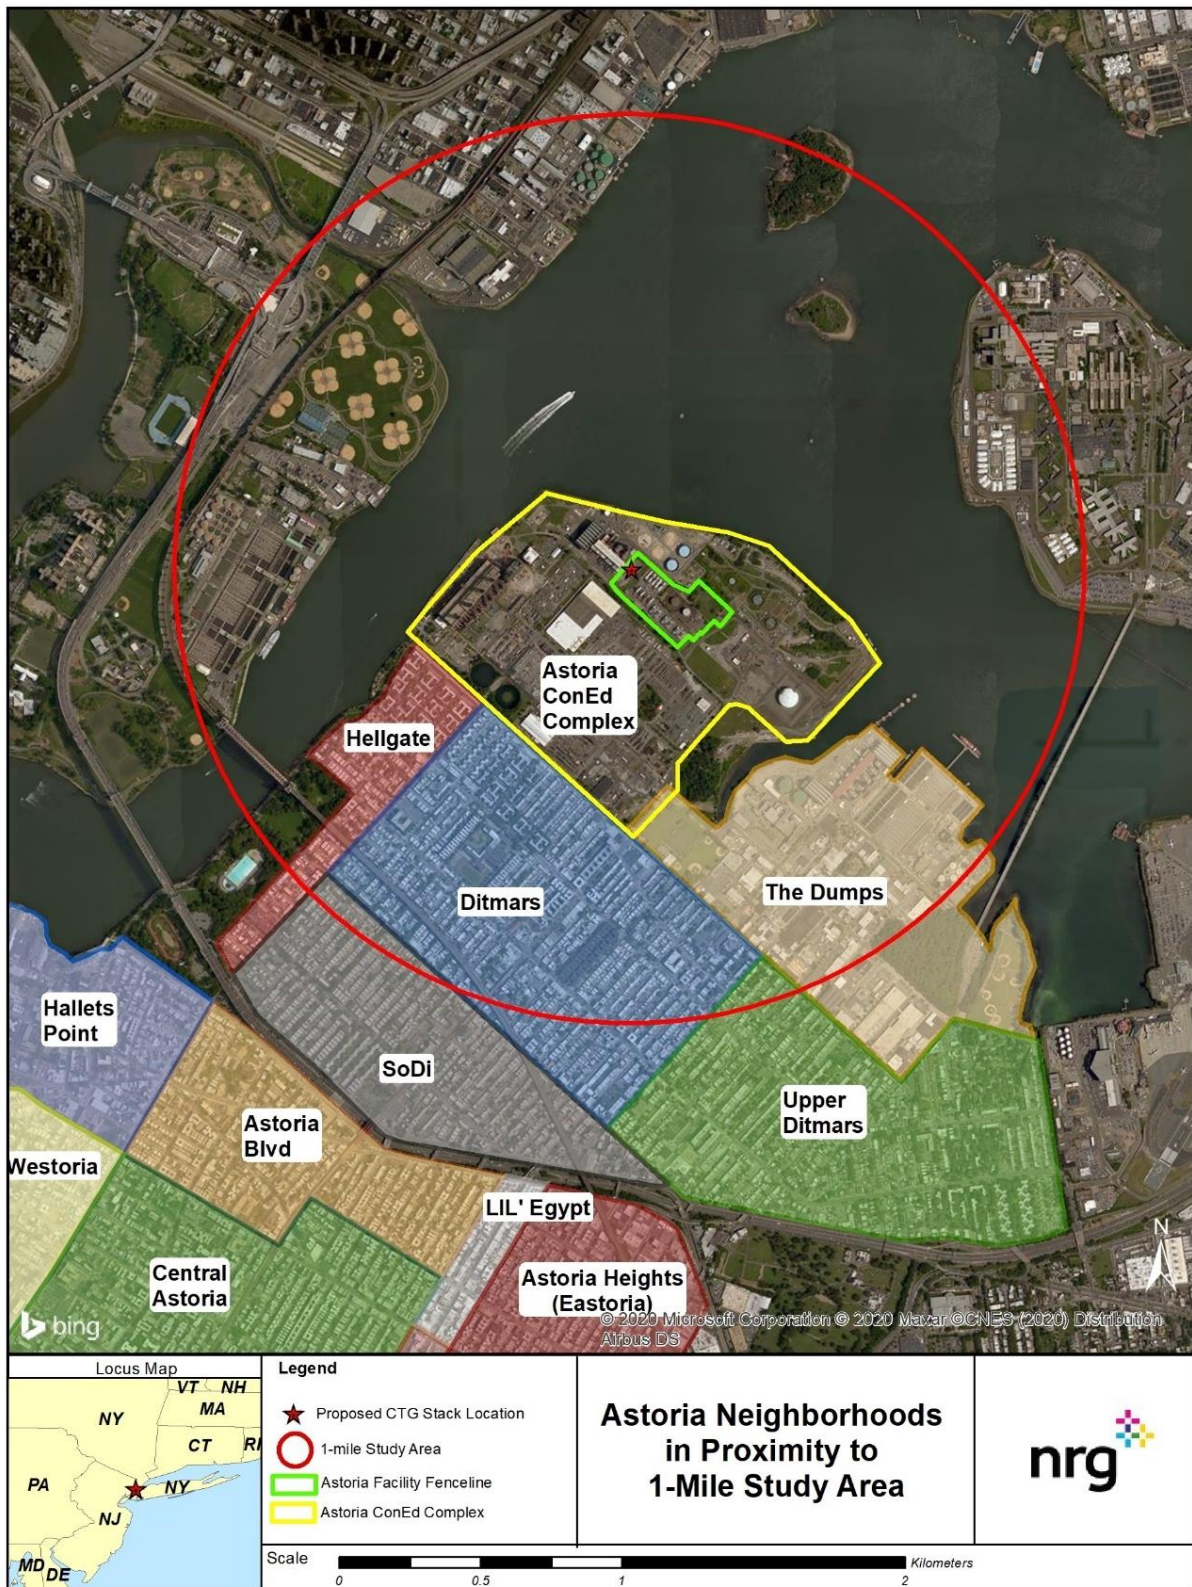 Hellgate
Astoria
ConEd
Complex
Ditmars
The Dumps
Hallets
Point
SoDi
Upper
Ditmars
Astoria
Blvd
Westoria
LIL' Egypt
Central
Astoria
Astoria Heights
(Eastoria)
N
bing
© 2020 Microsoft Corporation © 2020 Maxar ©CNES (2020) Distribution
Airbus DS
Locus Map
VT NH
NY
MA
CT
RI
PA
NY
NJ
MD
DE
Legend
Proposed CTG Stack Location
1-mile Study Area
Astoria Facility Fenceline
Astoria ConEd Complex
Astoria Neighborhoods
in Proximity to
1-Mile Study Area
nrg
Scale
Kilometers
0 0.5 1 2